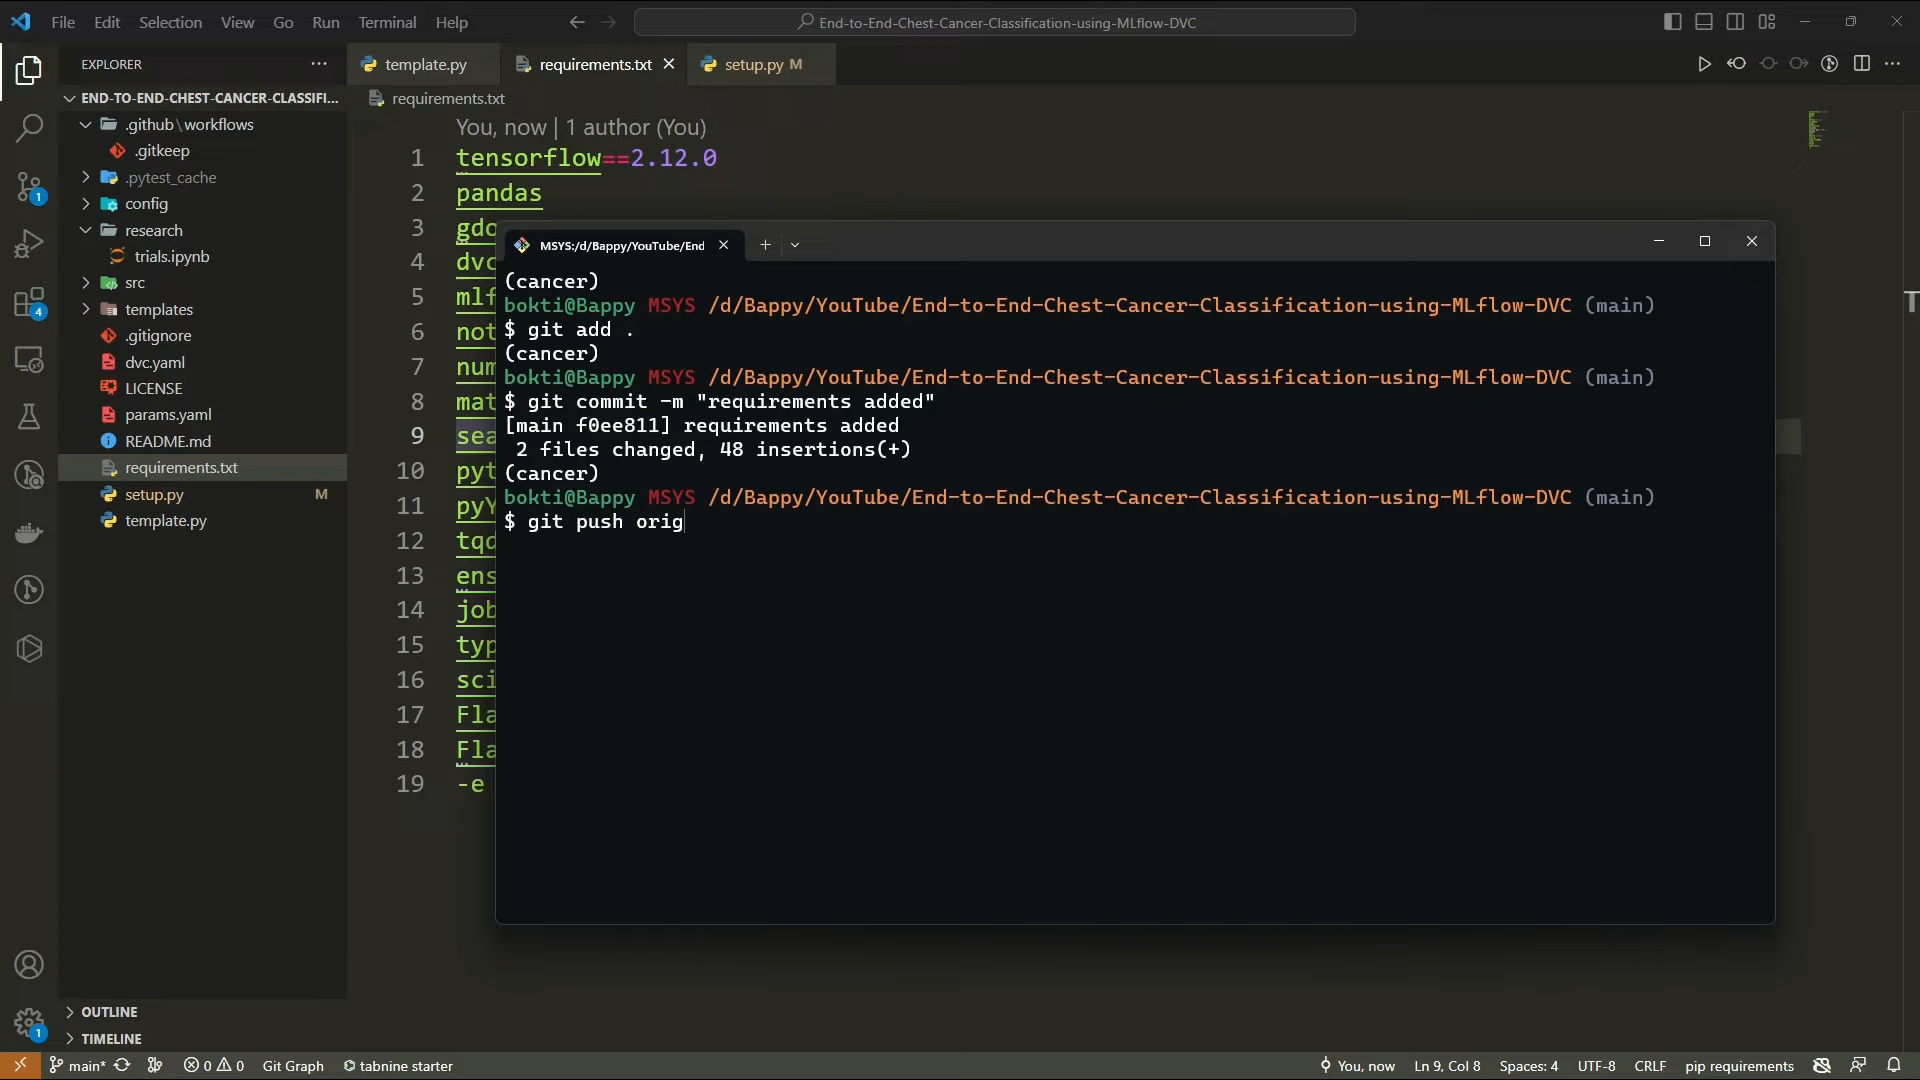 File Edit Selection View Go Run Terminal Help
End-to-End-Chest-Cancer-Classification-using-MLflow-DVC
EXPLORER
template.py
requirements.txt
setup.py M
END-TO-END-CHEST-CANCER-CLASSIFI...
requirements.txt
.github\workflows
.gitkeep
.pytest_cache
config
research
trials.ipynb
src
templates
.gitignore
dvc.yaml
LICENSE
params.yaml
README.md
requirements.txt
setup.py M
template.py
1
4
1
OUTLINE
TIMELINE
You, now | 1 author (You)
1 tensorflow==2.12.0
2 pandas
3 gdo
4 dvc
5 mlf
6 not
7 num
8 mat
9 sea
10 pyt
11 pyY
12 tqd
13 ens
14 job
15 typ
16 sci
17 Fla
18 Fla
19 -e
MSYS:/d/Bappy/YouTube/End
(cancer)
bokti@Bappy MSYS /d/Bappy/YouTube/End-to-End-Chest-Cancer-Classification-using-MLflow-DVC (main)
$ git add .
(cancer)
bokti@Bappy MSYS /d/Bappy/YouTube/End-to-End-Chest-Cancer-Classification-using-MLflow-DVC (main)
$ git commit -m "requirements added"
[main f0ee811] requirements added
2 files changed, 48 insertions(+)
(cancer)
bokti@Bappy MSYS /d/Bappy/YouTube/End-to-End-Chest-Cancer-Classification-using-MLflow-DVC (main)
$ git push orig
main* 0 0 Git Graph tabnine starter
You, now Ln 9, Col 8 Spaces: 4 UTF-8 CRLF pip requirements